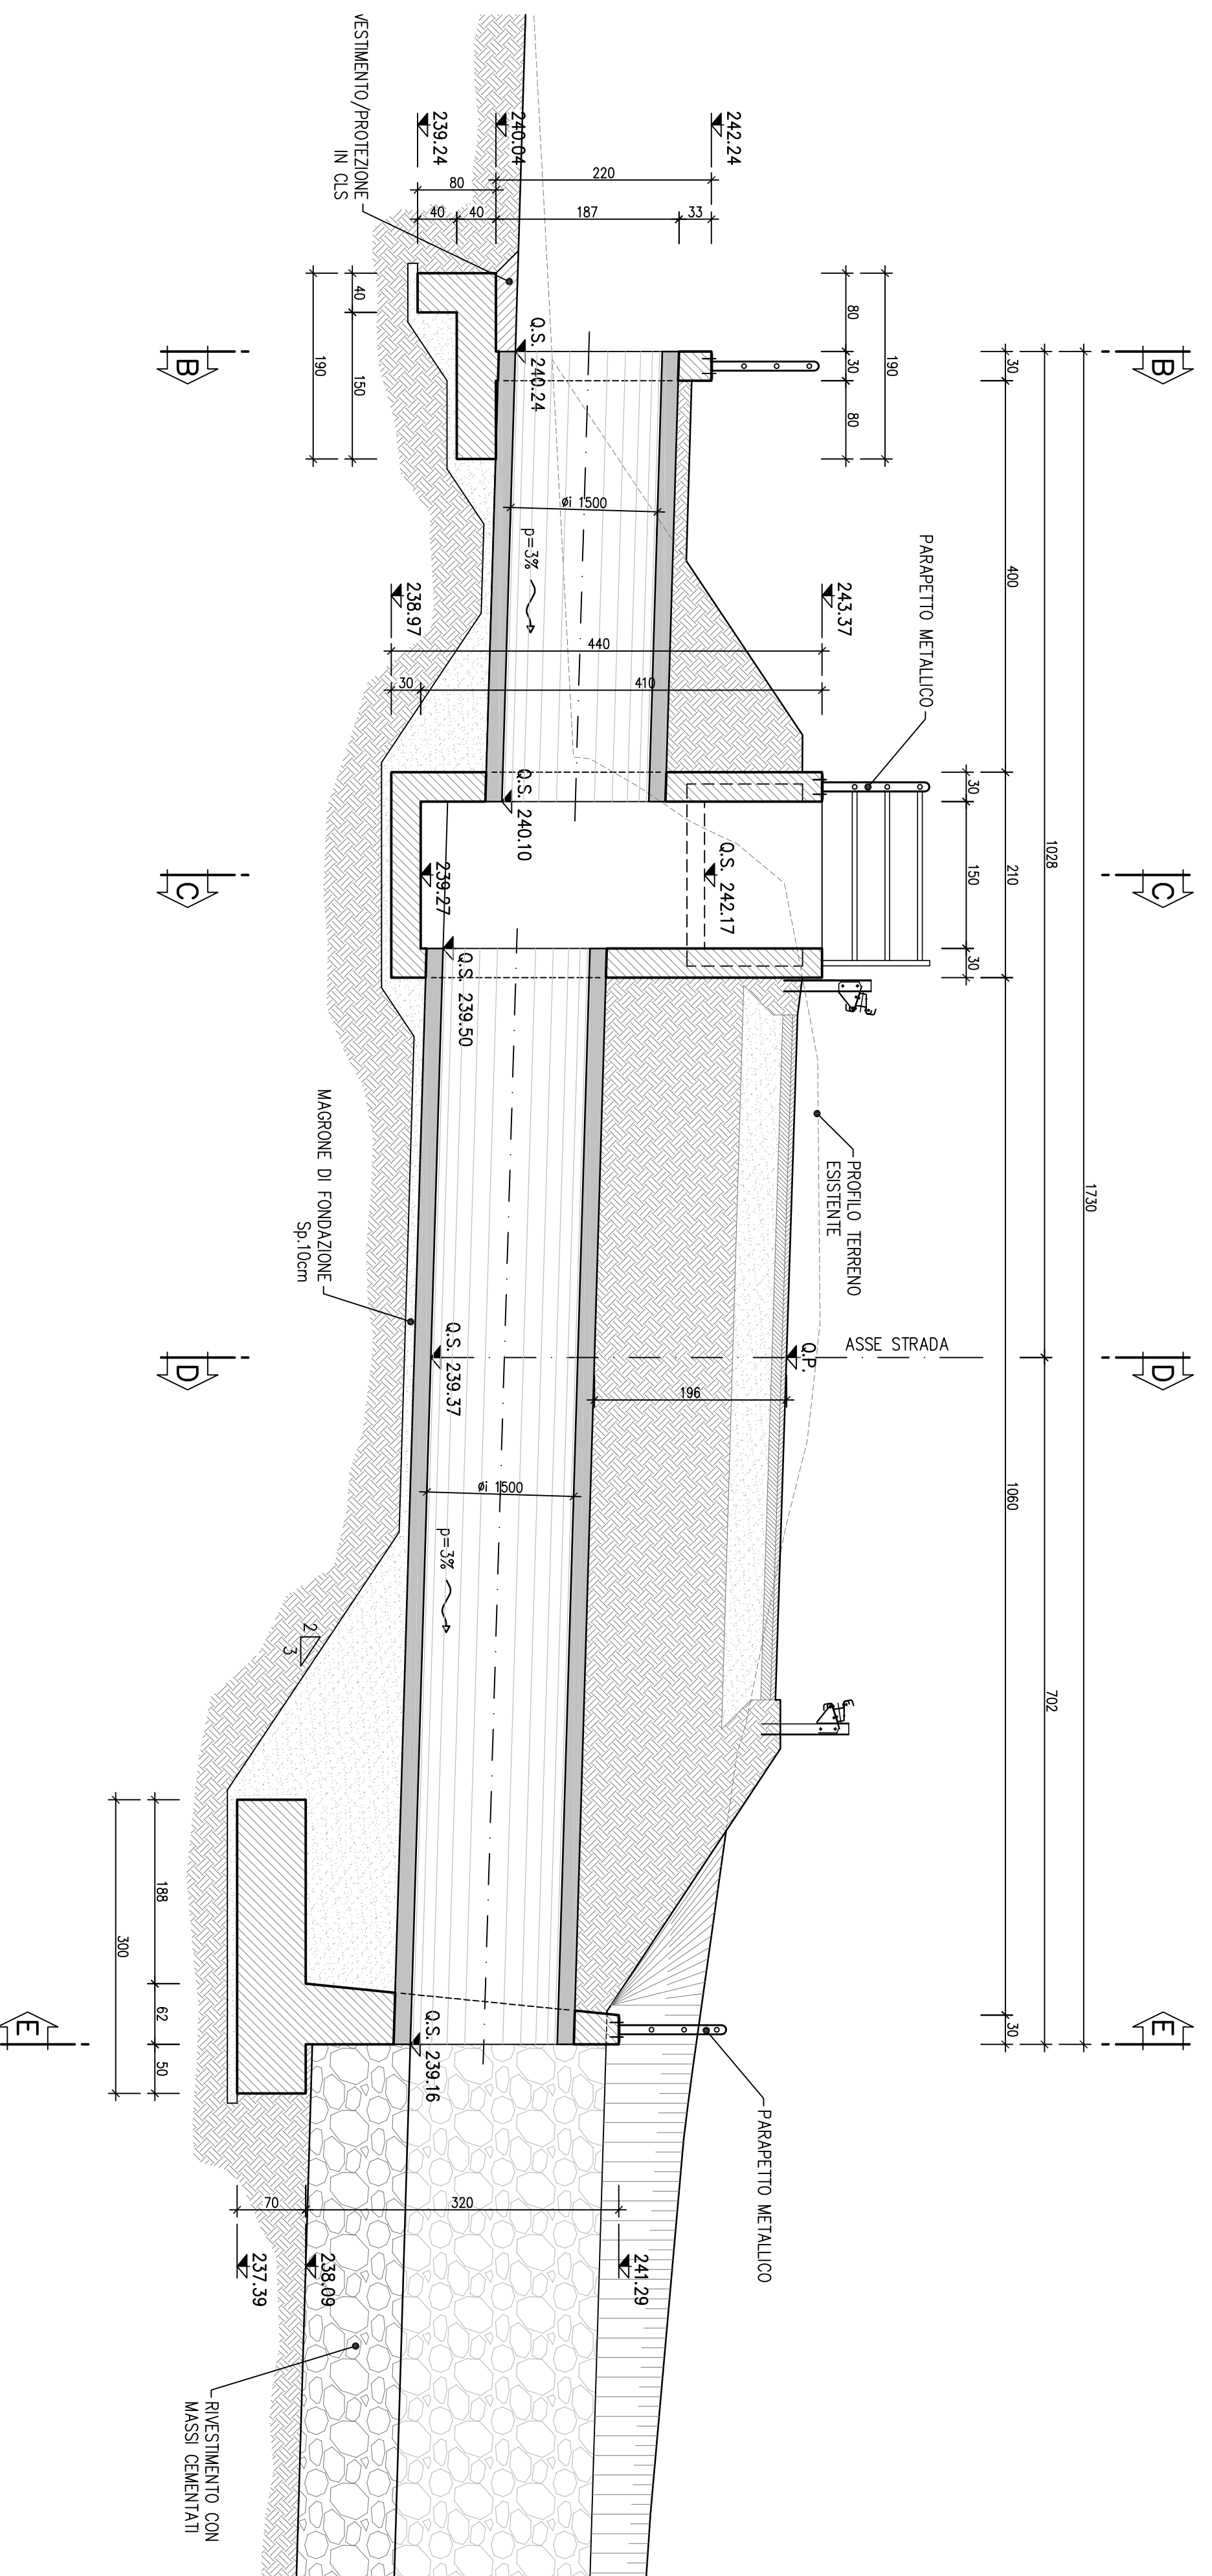 1730
1028
702
30
400
210
1060
30
30
150
30
190
80
30
80
B
C
D
E
PARAPETTO METALLICO
242.24
240.04
239.24
220
80
33
187
40
40
VESTIMENTO/PROTEZIONE
IN CLS
Q.S. 240.24
øi 1500
p=3%
243.37
238.97
440
410
30
Q.S. 240.10
Q.S. 242.17
239.27
Q.S. 239.50
PROFILO TERRENO
ESISTENTE
ASSE STRADA
Q.P.
196
Q.S. 239.37
øi 1500
p=3%
Q.S. 239.16
PARAPETTO METALLICO
241.29
238.09
237.39
320
70
40
150
190
MAGRONE DI FONDAZIONE
Sp.10cm
2
3
188
62
50
300
RIVESTIMENTO CON
MASSI CEMENTATI
B
C
D
E